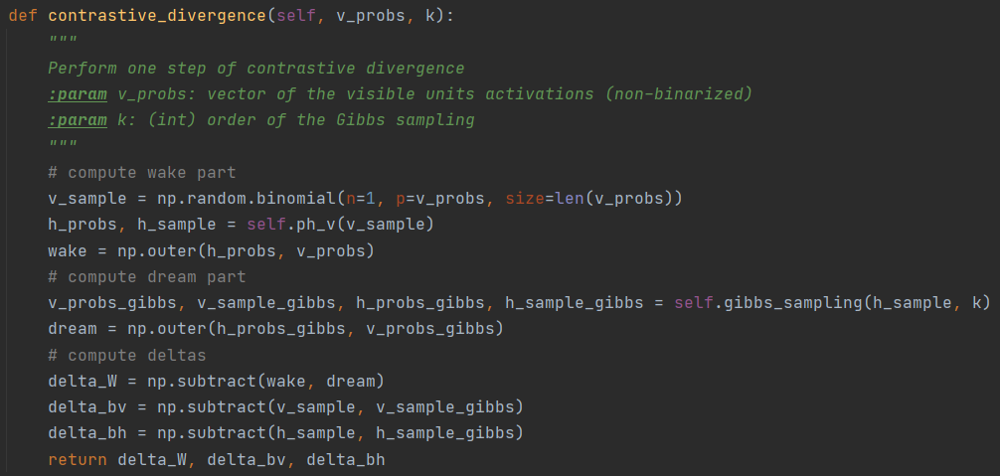 def contrastive_divergence(self, v_probs, k):
    """
    Perform one step of contrastive divergence
    :param v_probs: vector of the visible units activations (non-binarized)
    :param k: (int) order of the Gibbs sampling
    """
    # compute wake part
    v_sample = np.random.binomial(n=1, p=v_probs, size=len(v_probs))
    h_probs, h_sample = self.ph_v(v_sample)
    wake = np.outer(h_probs, v_probs)
    # compute dream part
    v_probs_gibbs, v_sample_gibbs, h_probs_gibbs, h_sample_gibbs = self.gibbs_sampling(h_sample, k)
    dream = np.outer(h_probs_gibbs, v_probs_gibbs)
    # compute deltas
    delta_W = np.subtract(wake, dream)
    delta_bv = np.subtract(v_sample, v_sample_gibbs)
    delta_bh = np.subtract(h_sample, h_sample_gibbs)
    return delta_W, delta_bv, delta_bh